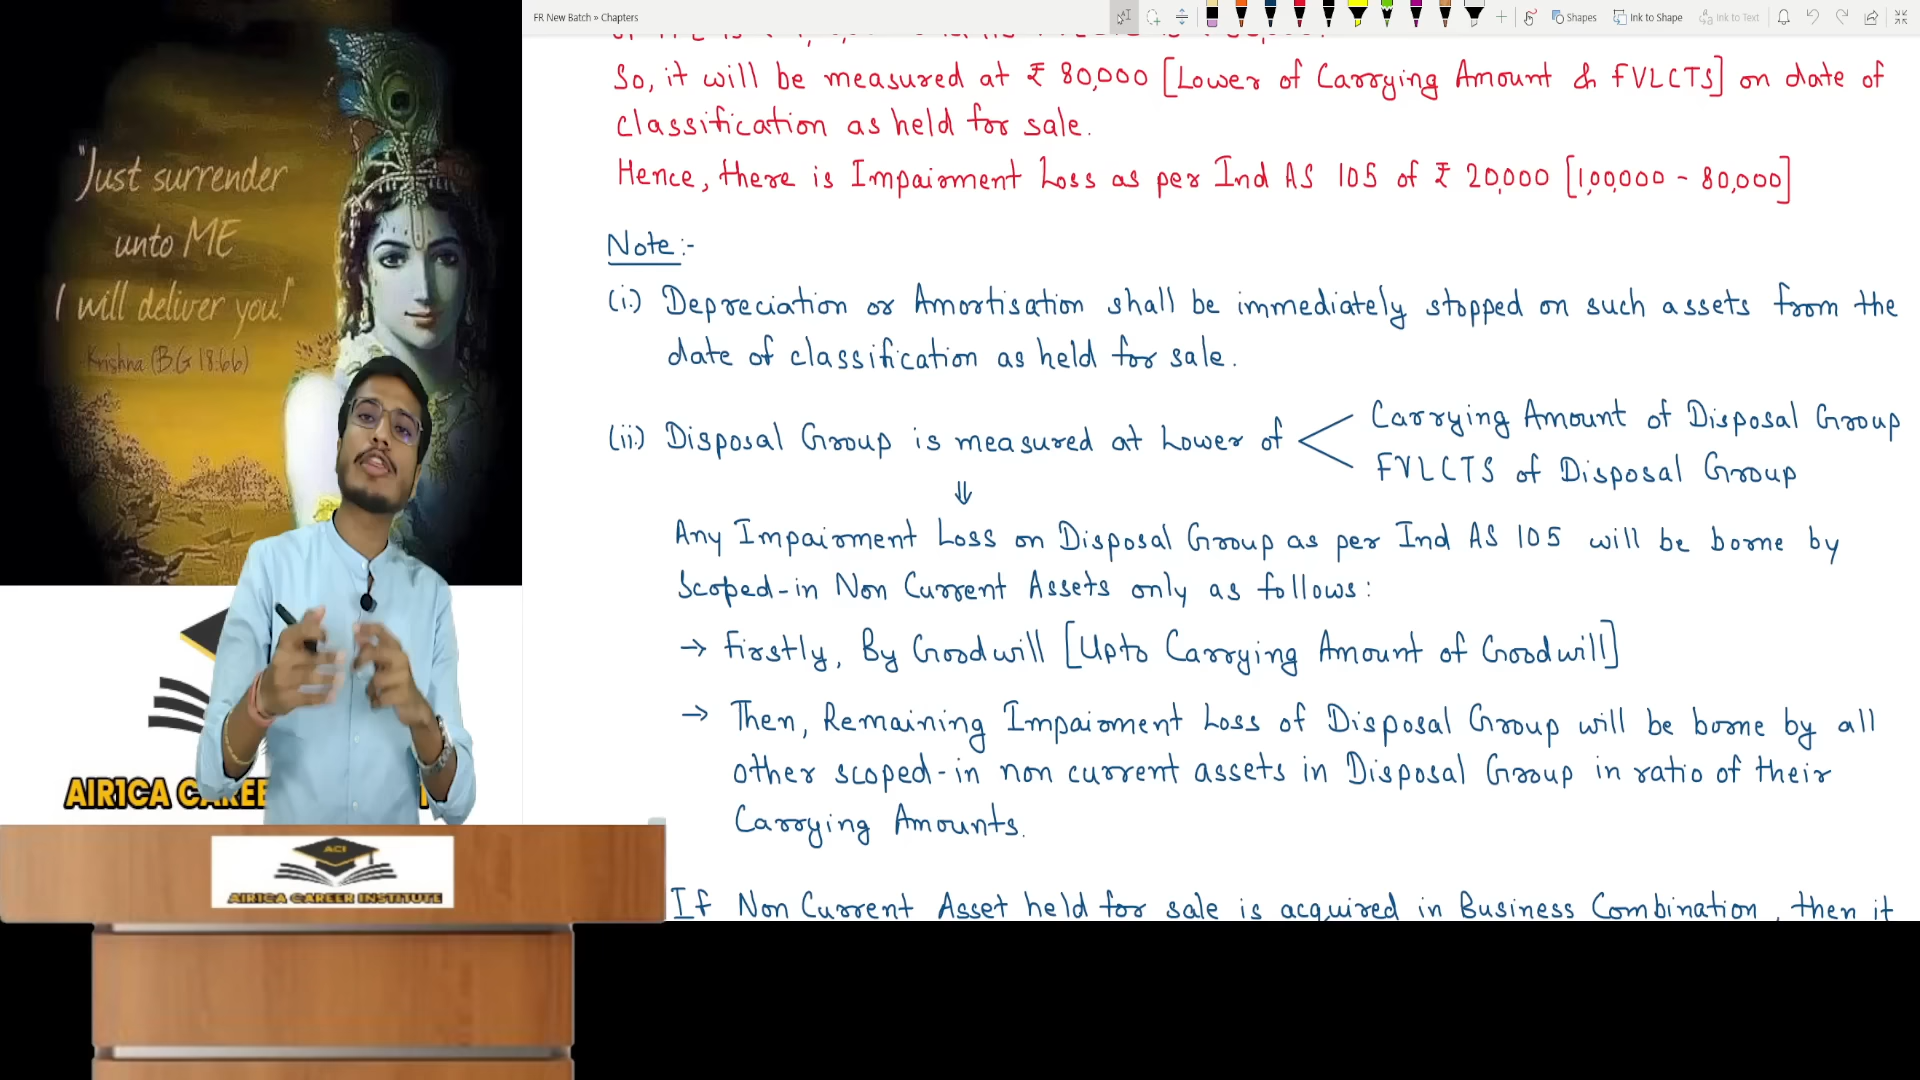 FR New Batch » Chapters
Shapes
Ink to Shape
Ink to Text
So, it will be measured at ₹ 80,000 [Lower of Carrying Amount & FVLCTS] on date of
classification as held for sale.
Hence, there is Impairment Loss as per Ind AS 105 of ₹ 20,000 [1,00,000 - 80,000]
Note:-
(i.) Depreciation or Amortisation shall be immediately stopped on such assets from the
date of classification as held for sale.
(ii.) Disposal Group is measured at Lower of
Carrying Amount of Disposal Group
FVLCTS of Disposal Group
⇓
Any Impairment Loss on Disposal Group as per Ind AS 105 will be borne by
Scoped-in Non Current Assets only as follows:
→ Firstly, By Goodwill [Upto Carrying Amount of Goodwill]
→ Then, Remaining Impairment Loss of Disposal Group will be borne by all
other scoped-in non current assets in Disposal Group in ratio of their
Carrying Amounts.
If Non Current Asset held for sale is acquired in Business Combination, then it
"Just surrender
unto ME
I will deliver you!"
Krishna (B.G 18:66)
AIR1CA
ACI
AIR1CA CAREER INSTITUTE